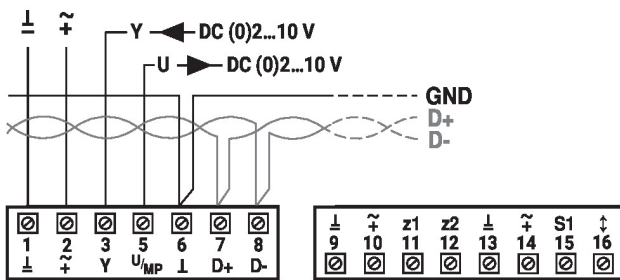 ⊥ ~+
Y DC (0)2...10 V
U DC (0)2...10 V
GND
D+
D-
1 2 3 5 6 7 8
⊥ ~+ Y U/MP ⊥ D+ D-
⊥ ~+ z1 z2 ⊥ ~+ S1 ↕
9 10 11 12 13 14 15 16